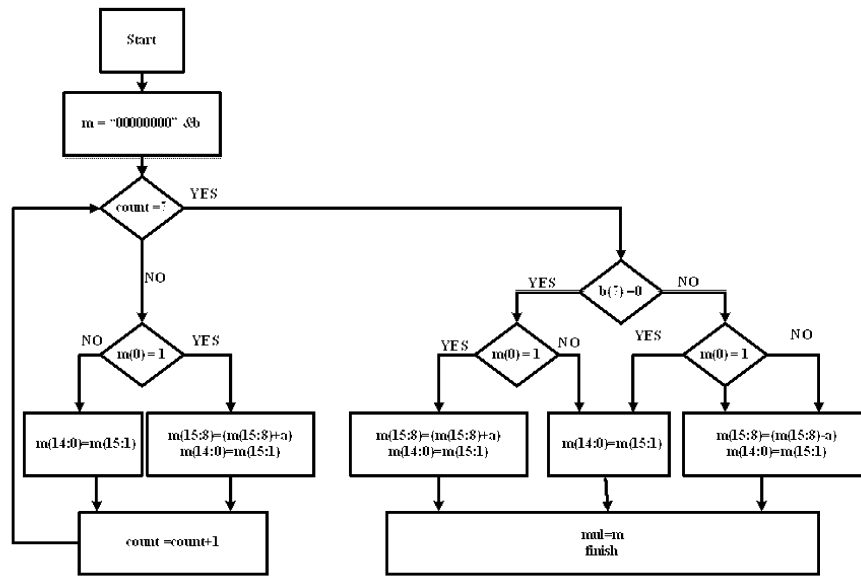 Start
m = "00000000" &b
count =7
YES
NO
b(7) =0
YES
NO
m(0) = 1
NO
YES
m(0) = 1
YES
NO
m(0) = 1
YES
NO
m(14:0)=m(15:1)
m(15:8)=(m(15:8)+a)
m(14:0)=m(15:1)
m(15:8)=(m(15:8)+a)
m(14:0)=m(15:1)
m(14:0)=m(15:1)
m(15:8)=(m(15:8)-a)
m(14:0)=m(15:1)
count =count+1
mul=m
finish